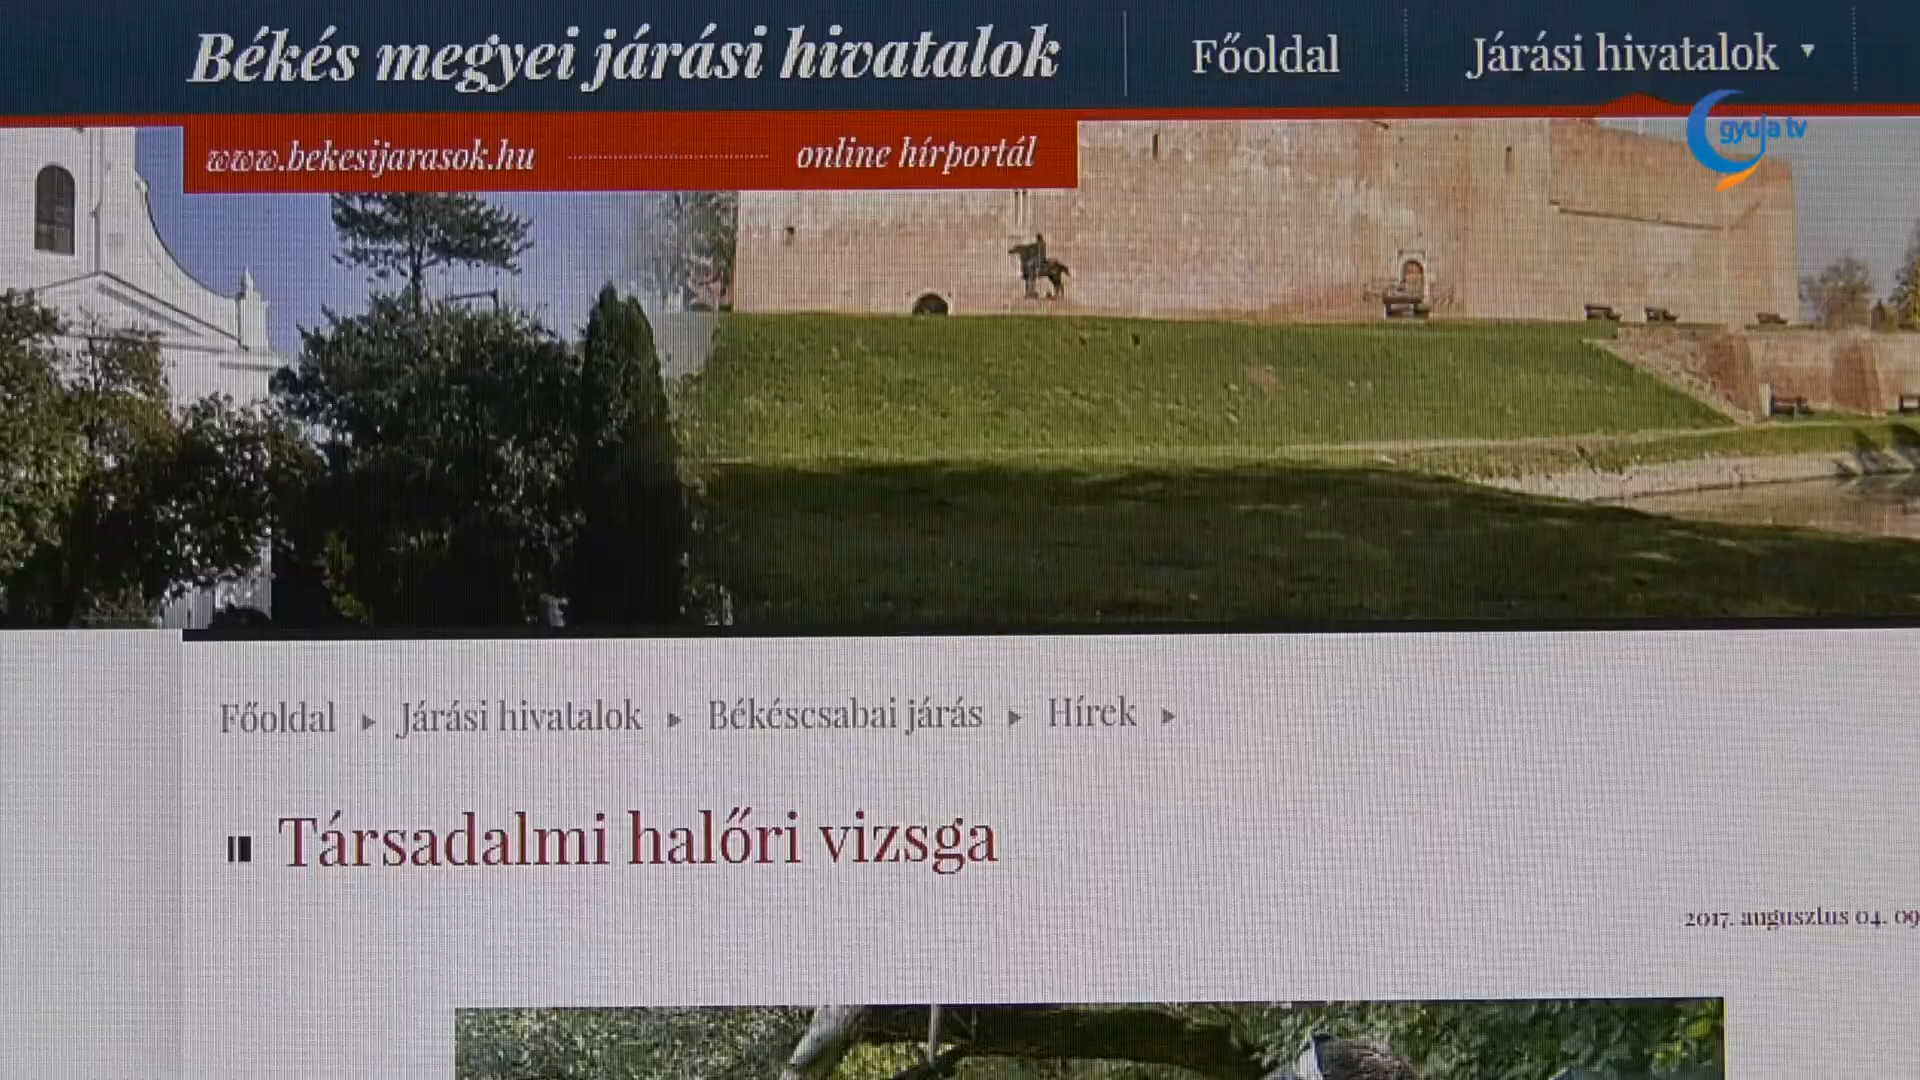 Békés megyei járási hivatalok
Főoldal
Járási hivatalok
www.bekesijarasok.hu
online hírportál
gyula tv
Főoldal Járási hivatalok Békéscsabai járás Hírek
Társadalmi halőri vizsga
2017. augusztus 04. 09